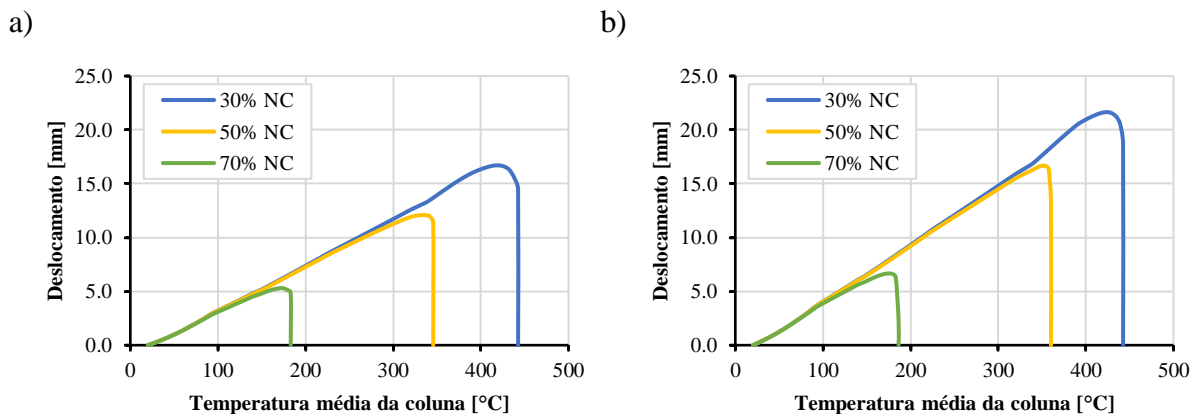 a)
25.0
20.0
15.0
10.0
5.0
0.0
Deslocamento [mm]
30% NC
50% NC
70% NC
0 100 200 300 400 500
Temperatura média da coluna [°C]
b)
25.0
20.0
15.0
10.0
5.0
0.0
Deslocamento [mm]
30% NC
50% NC
70% NC
0 100 200 300 400 500
Temperatura média da coluna [°C]